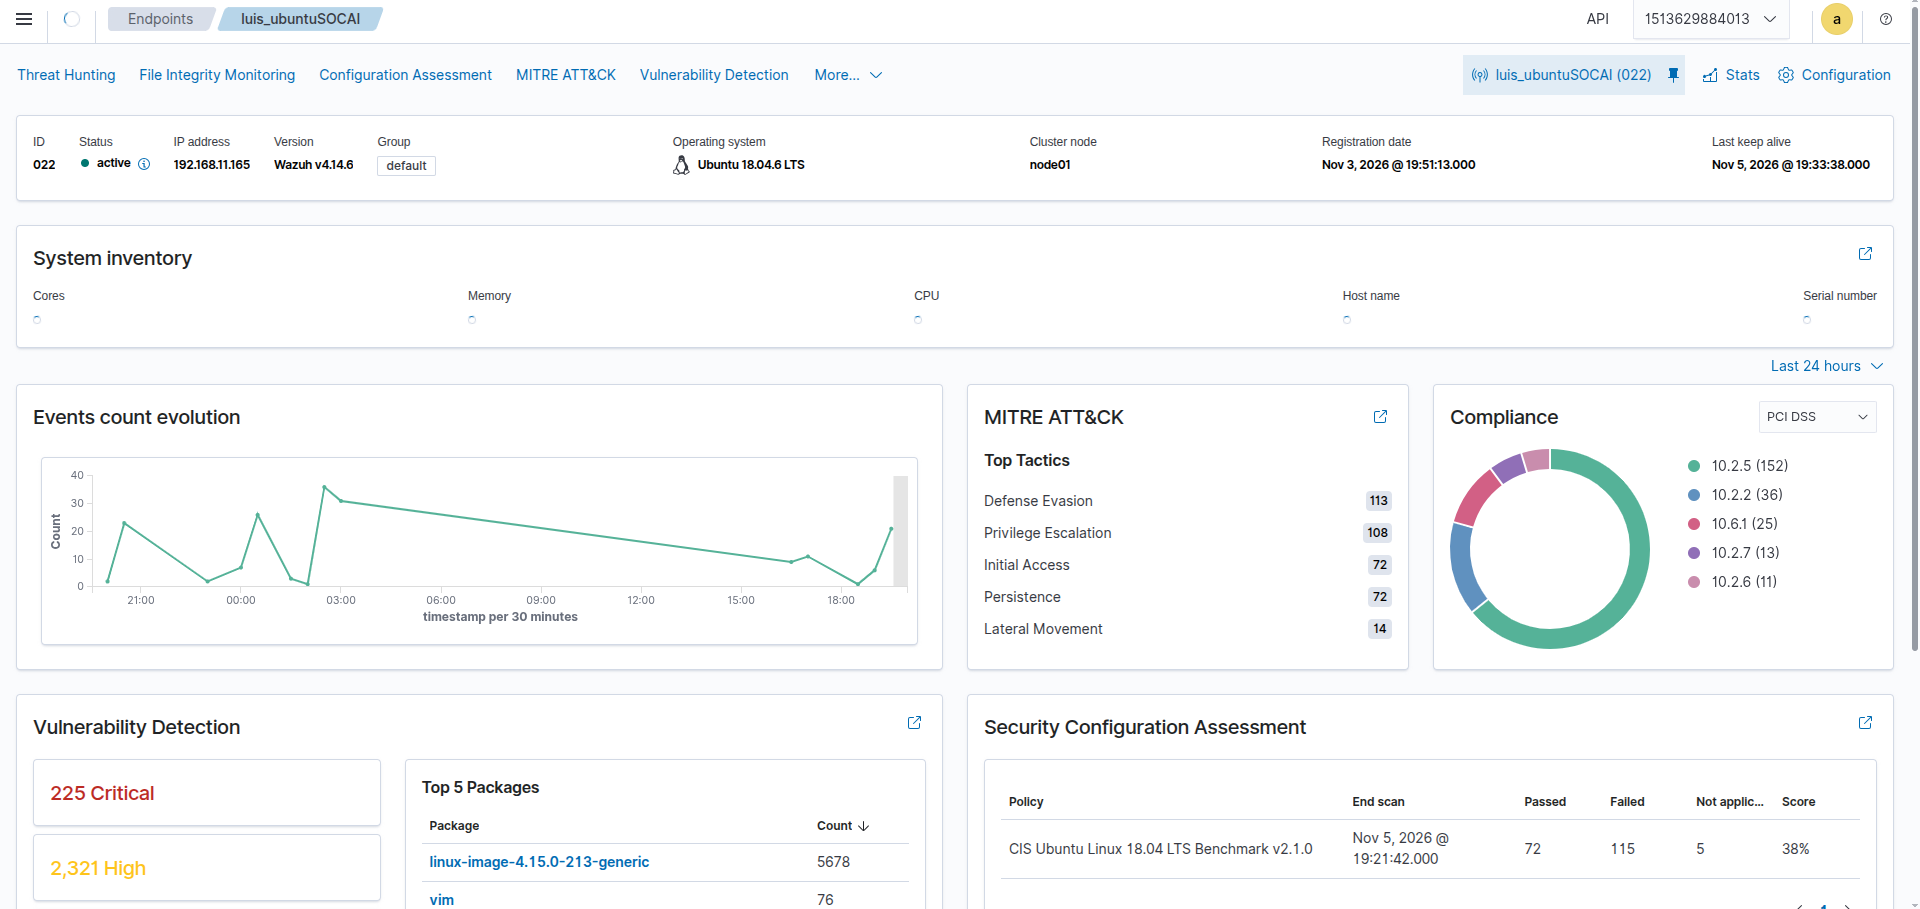 Endpoints
luis_ubuntuSOCAI
API
1513629884013
a
Threat Hunting
File Integrity Monitoring
Configuration Assessment
MITRE ATT&CK
Vulnerability Detection
More...
luis_ubuntuSOCAI (022)
Stats
Configuration
ID Status IP address Version Group Operating system Cluster node Registration date Last keep alive
022 active 192.168.11.165 Wazuh v4.14.6 default Ubuntu 18.04.6 LTS node01 Nov 3, 2026 @ 19:51:13.000 Nov 5, 2026 @ 19:33:38.000
System inventory
Cores Memory CPU Host name Serial number
Last 24 hours
Events count evolution
Count
40
30
20
10
0
21:00 00:00 03:00 06:00 09:00 12:00 15:00 18:00
timestamp per 30 minutes
MITRE ATT&CK
Top Tactics
Defense Evasion 113
Privilege Escalation 108
Initial Access 72
Persistence 72
Lateral Movement 14
Compliance
PCI DSS
10.2.5 (152)
10.2.2 (36)
10.6.1 (25)
10.2.7 (13)
10.2.6 (11)
Vulnerability Detection
225 Critical
2,321 High
Top 5 Packages
Package Count
linux-image-4.15.0-213-generic 5678
vim 76
Security Configuration Assessment
Policy End scan Passed Failed Not applic... Score
CIS Ubuntu Linux 18.04 LTS Benchmark v2.1.0 Nov 5, 2026 @ 19:21:42.000 72 115 5 38%